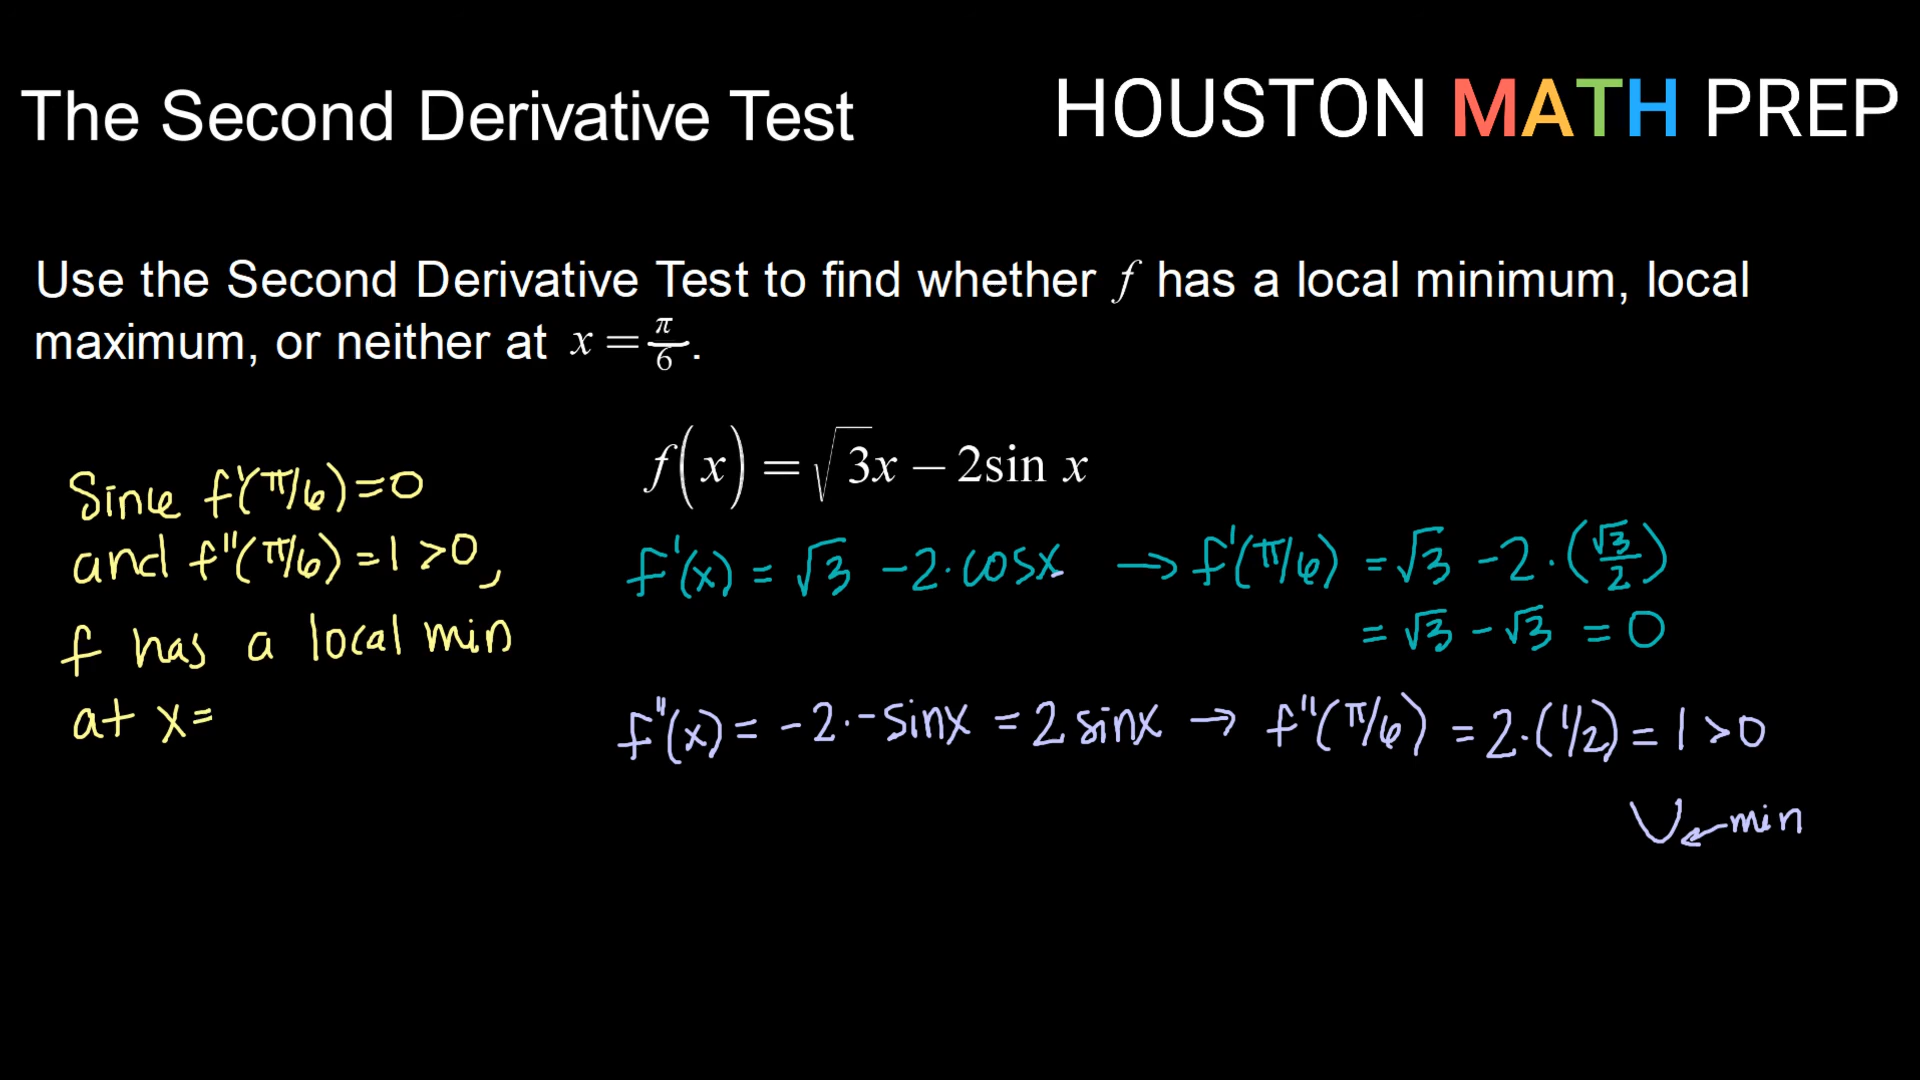 The Second Derivative Test
HOUSTON MATH PREP
Use the Second Derivative Test to find whether f has a local minimum, local
maximum, or neither at x = π/6.
f(x) = √3x − 2sin x
Since f'(π/6) = 0
and f''(π/6) = 1 > 0,
f has a local min
at x =
f'(x) = √3 − 2·cosx → f'(π/6) = √3 − 2·(√3/2)
= √3 − √3 = 0
f''(x) = −2·−sinx = 2 sinx → f''(π/6) = 2·(1/2) = 1 > 0
min